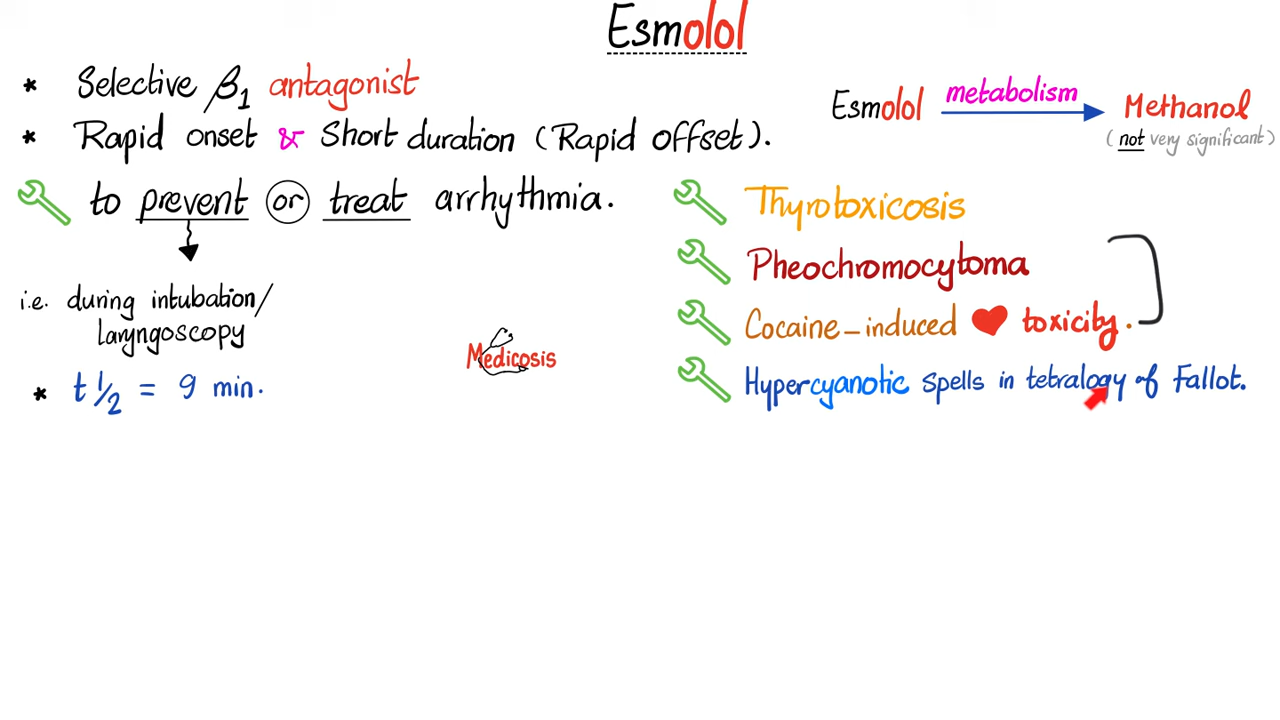 Esmolol
* Selective β1 antagonist
* Rapid onset & Short duration (Rapid offset).
to prevent or treat arrhythmia.
i.e. during intubation/
laryngoscopy
* t 1/2 = 9 min.
Medicosis
Esmolol metabolism Methanol
(not very significant)
Thyrotoxicosis
Pheochromocytoma
Cocaine-induced ♥ toxicity.
Hypercyanotic Spells in tetralogy of Fallot.